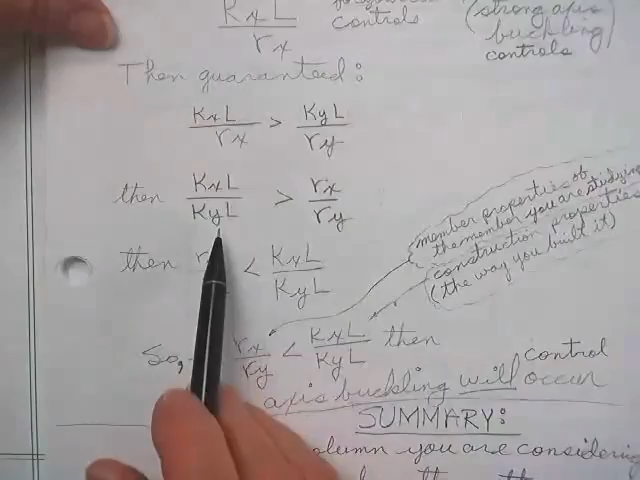 KxL / rx controls
(strong axis buckling) controls
Then guaranteed:
KxL / rx > KyL / ry
then KxL / KyL > rx / ry
then r < KxL / KyL
member properties of
the member you are studying
construction properties
(the way you built it)
So, rx / ry < KxL / KyL then
control
axis buckling will occur
SUMMARY:
column you are considering